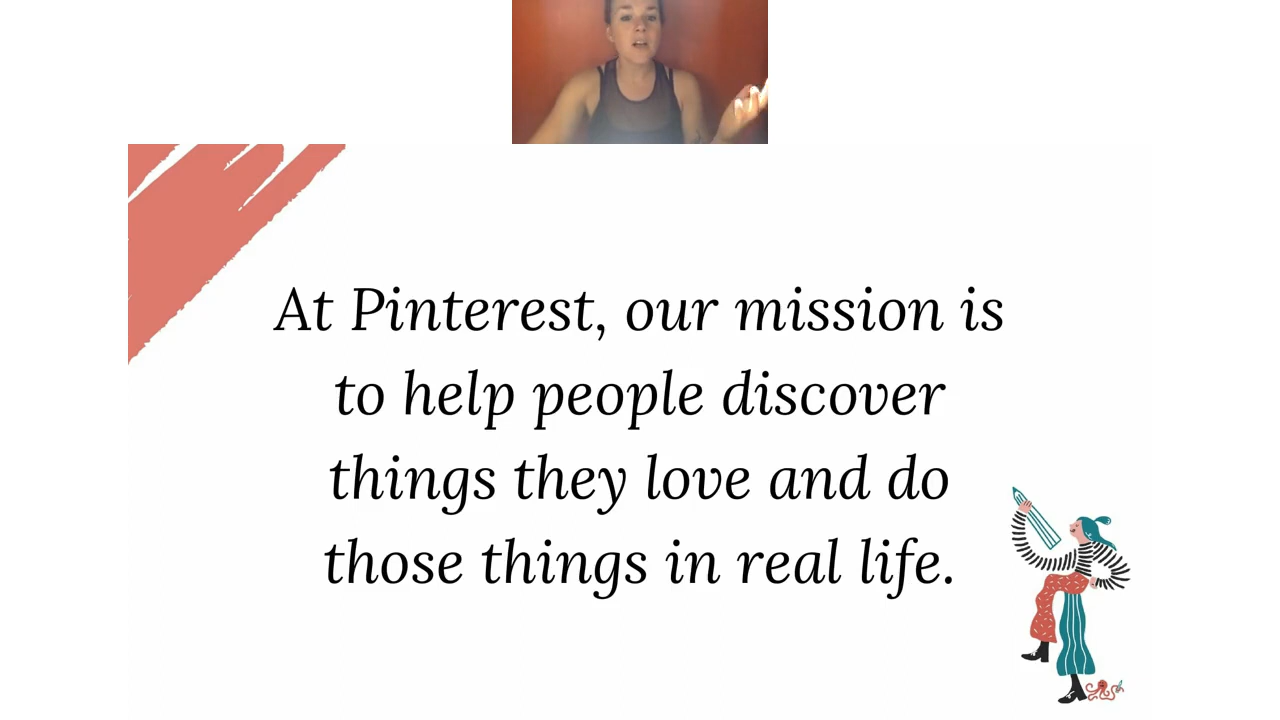 At Pinterest, our mission is
to help people discover
things they love and do
those things in real life.